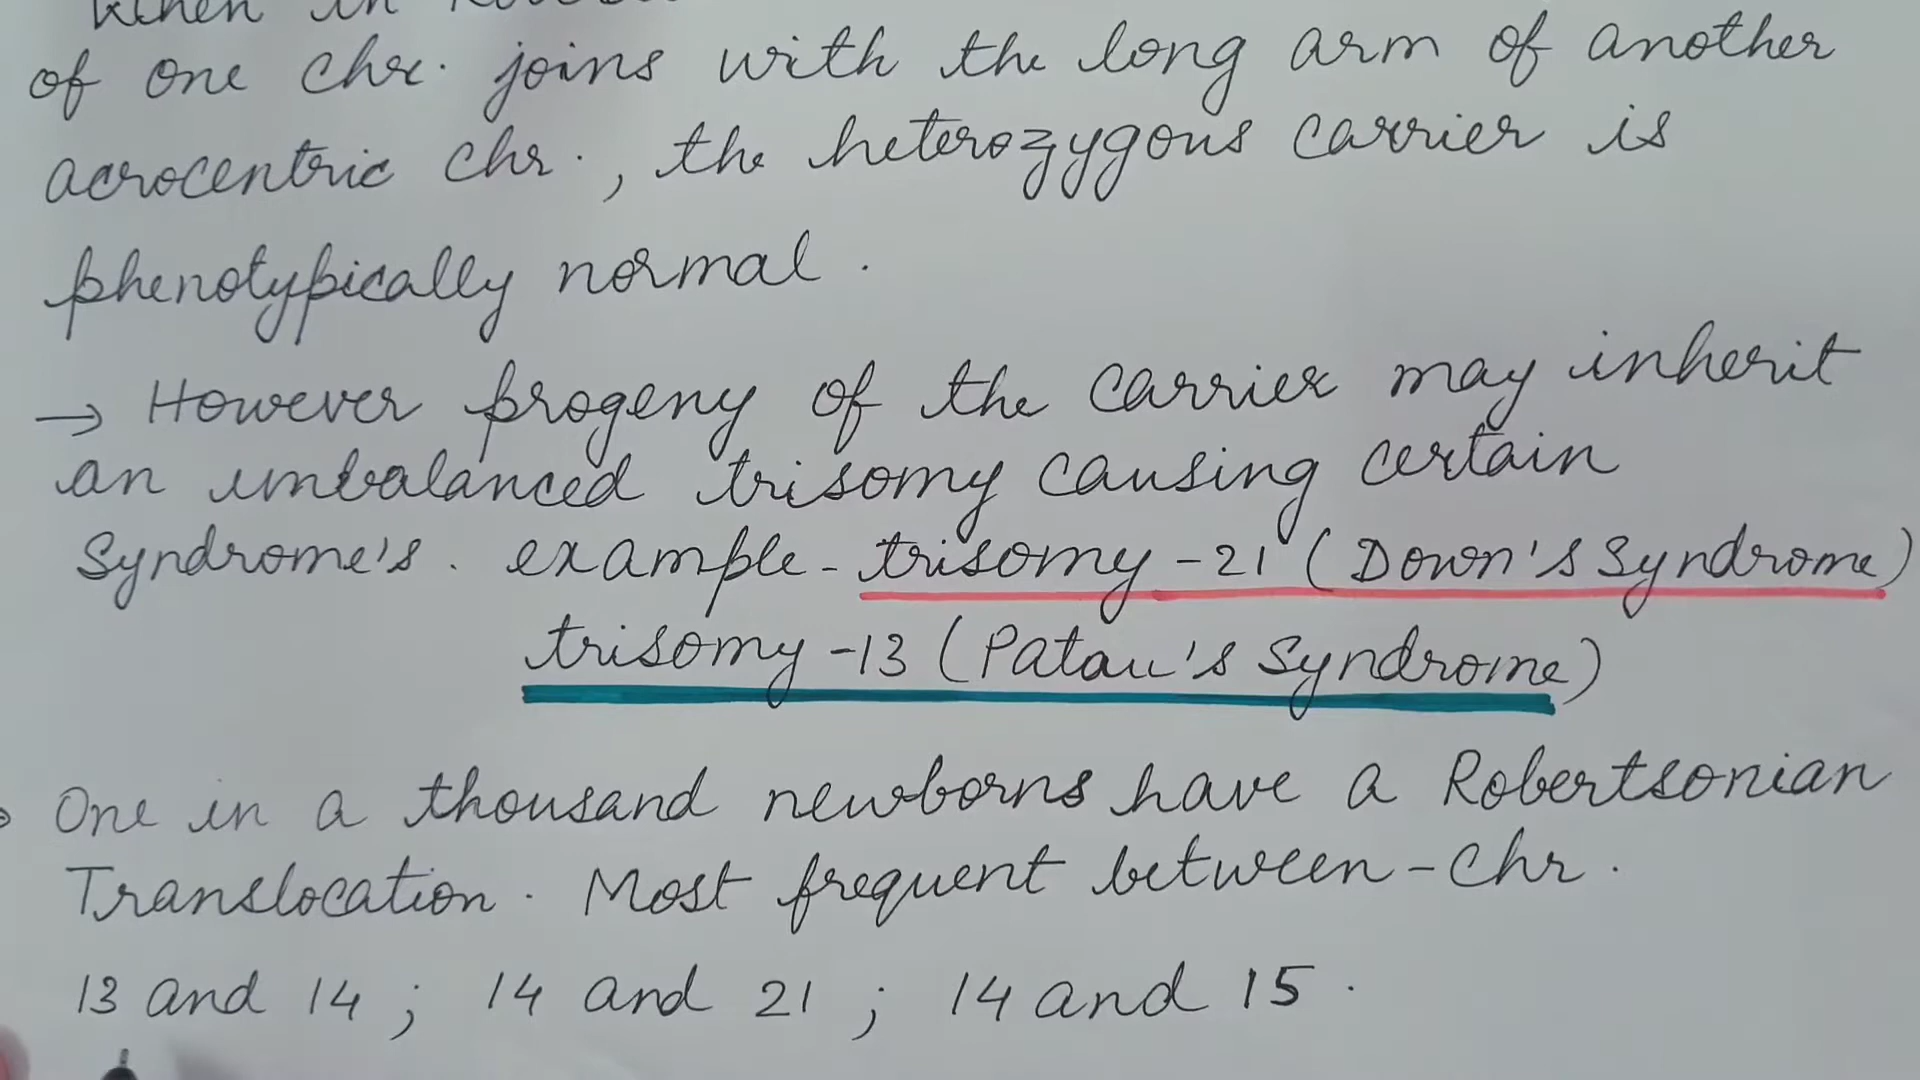 When in
of one chr. joins with the long arm of another
acrocentric chr., the heterozygous carrier is
phenotypically normal.
→ However progeny of the carrier may inherit
an unbalanced trisomy causing certain
Syndrome's. example - trisomy -21 (Down's Syndrome)
trisomy -13 (Patau's Syndrome)
One in a thousand newborns have a Robertsonian
Translocation. Most frequent between - Chr.
13 and 14 ; 14 and 21 ; 14 and 15.